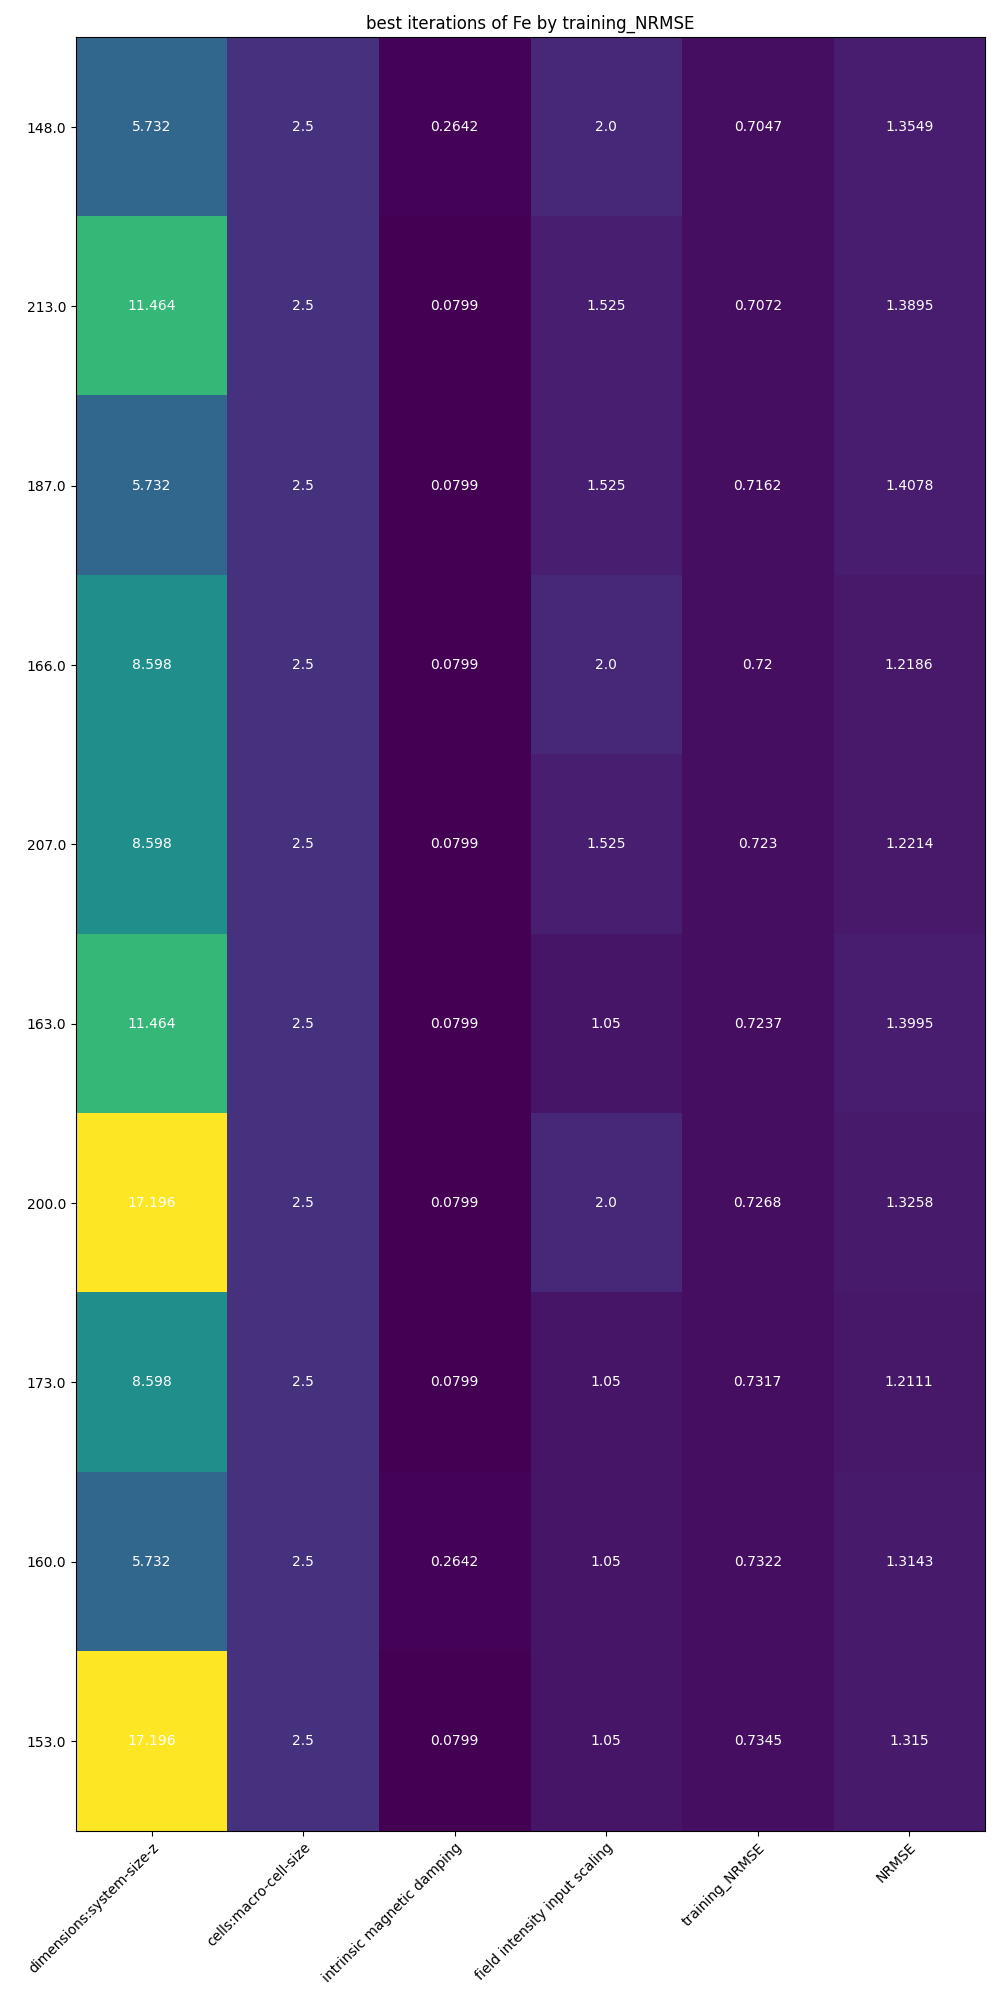 best iterations of Fe by training_NRMSE
148.0 5.732 2.5 0.2642 2.0 0.7047 1.3549
213.0 11.464 2.5 0.0799 1.525 0.7072 1.3895
187.0 5.732 2.5 0.0799 1.525 0.7162 1.4078
166.0 8.598 2.5 0.0799 2.0 0.72 1.2186
207.0 8.598 2.5 0.0799 1.525 0.723 1.2214
163.0 11.464 2.5 0.0799 1.05 0.7237 1.3995
200.0 17.196 2.5 0.0799 2.0 0.7268 1.3258
173.0 8.598 2.5 0.0799 1.05 0.7317 1.2111
160.0 5.732 2.5 0.2642 1.05 0.7322 1.3143
153.0 17.196 2.5 0.0799 1.05 0.7345 1.315
dimensions:system-size-z
cells:macro-cell-size
intrinsic magnetic damping
field intensity input scaling
training_NRMSE
NRMSE